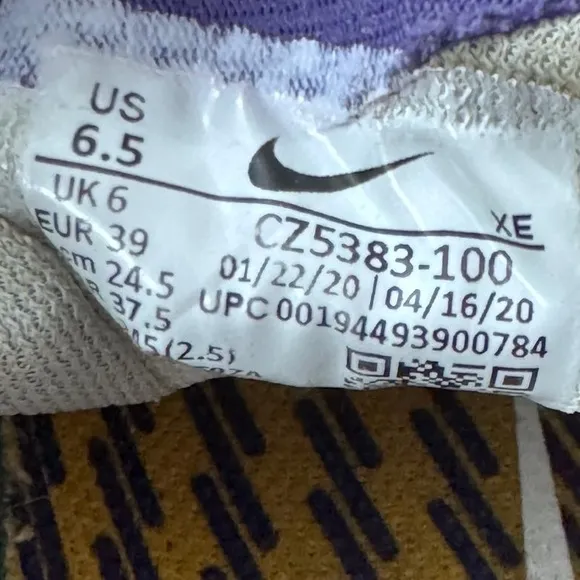 US
6.5
UK 6
XE
EUR 39
CZ5383-100
24.5
01/22/20 | 04/16/20
37.5
UPC 00194493900784
(2.5)